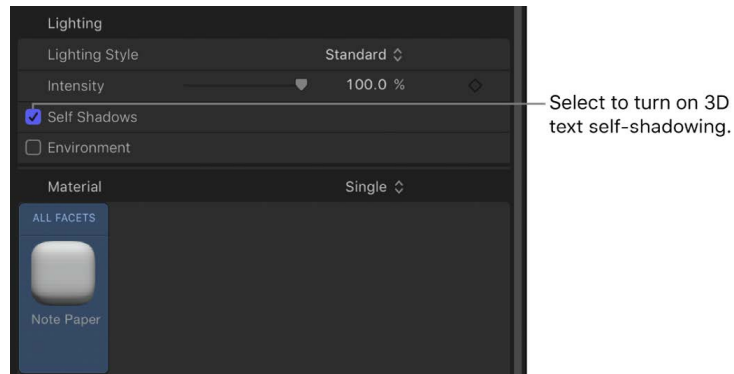 Lighting
Lighting Style Standard
Intensity 100.0 %
Self Shadows
Environment
Material Single
ALL FACETS
Note Paper
Select to turn on 3D
text self-shadowing.